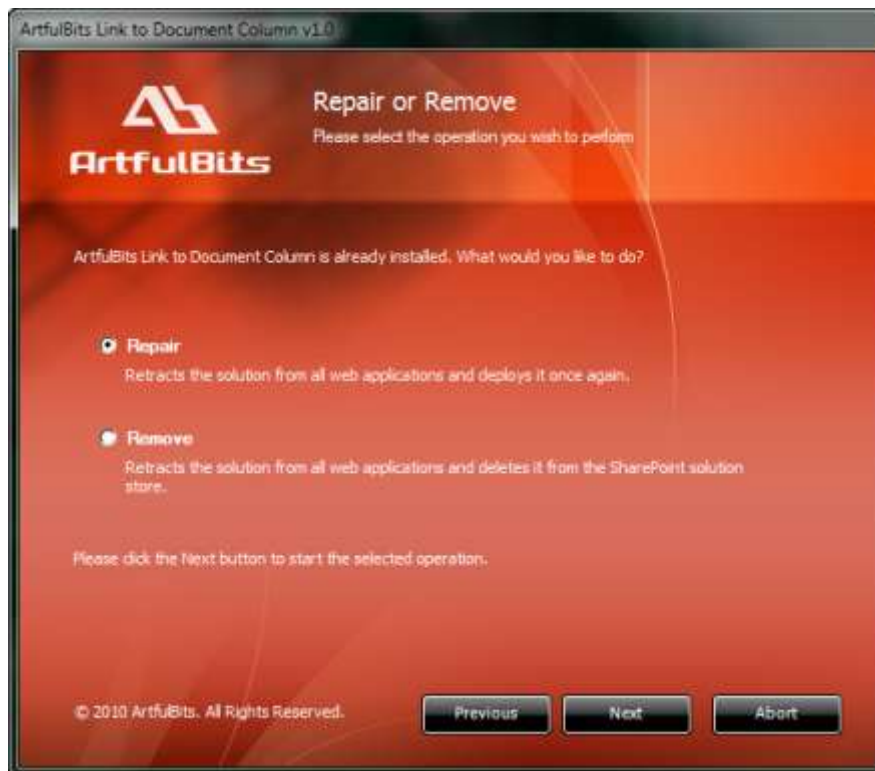 ArtfulBits Link to Document Column v1.0
ArtfulBits
Repair or Remove
Please select the operation you wish to perform
ArtfulBits Link to Document Column is already installed. What would you like to do?
Repair
Retracts the solution from all web applications and deploys it once again.
Remove
Retracts the solution from all web applications and deletes it from the SharePoint solution
store.
Please click the Next button to start the selected operation.
© 2010 ArtfulBits. All Rights Reserved.
Previous
Next
Abort